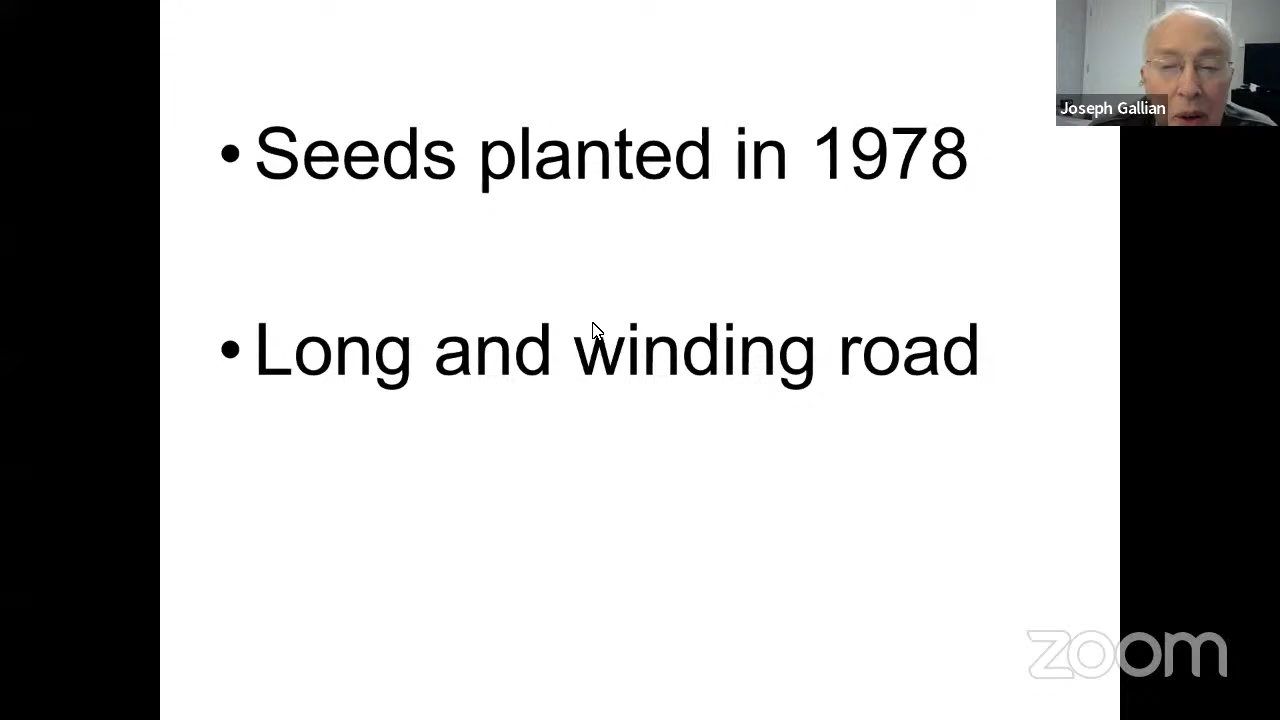 Joseph Gallian
• Seeds planted in 1978
• Long and winding road
zoom